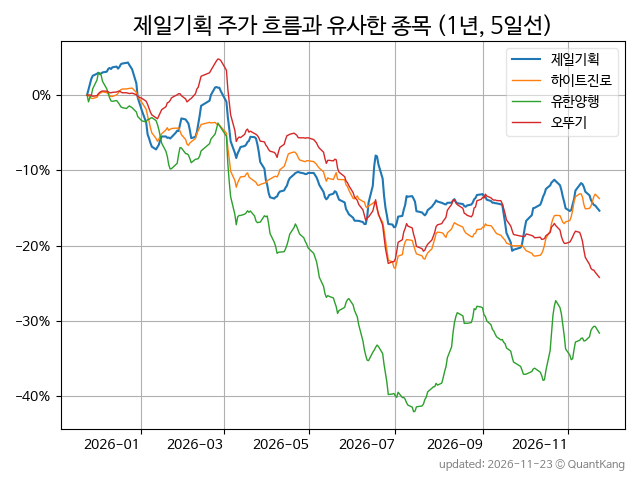 제일기획 주가 흐름과 유사한 종목 (1년, 5일선)
제일기획
하이트진로
유한양행
오뚜기
0%
-10%
-20%
-30%
-40%
2026-01 2026-03 2026-05 2026-07 2026-09 2026-11
updated: 2026-11-23 © QuantKang